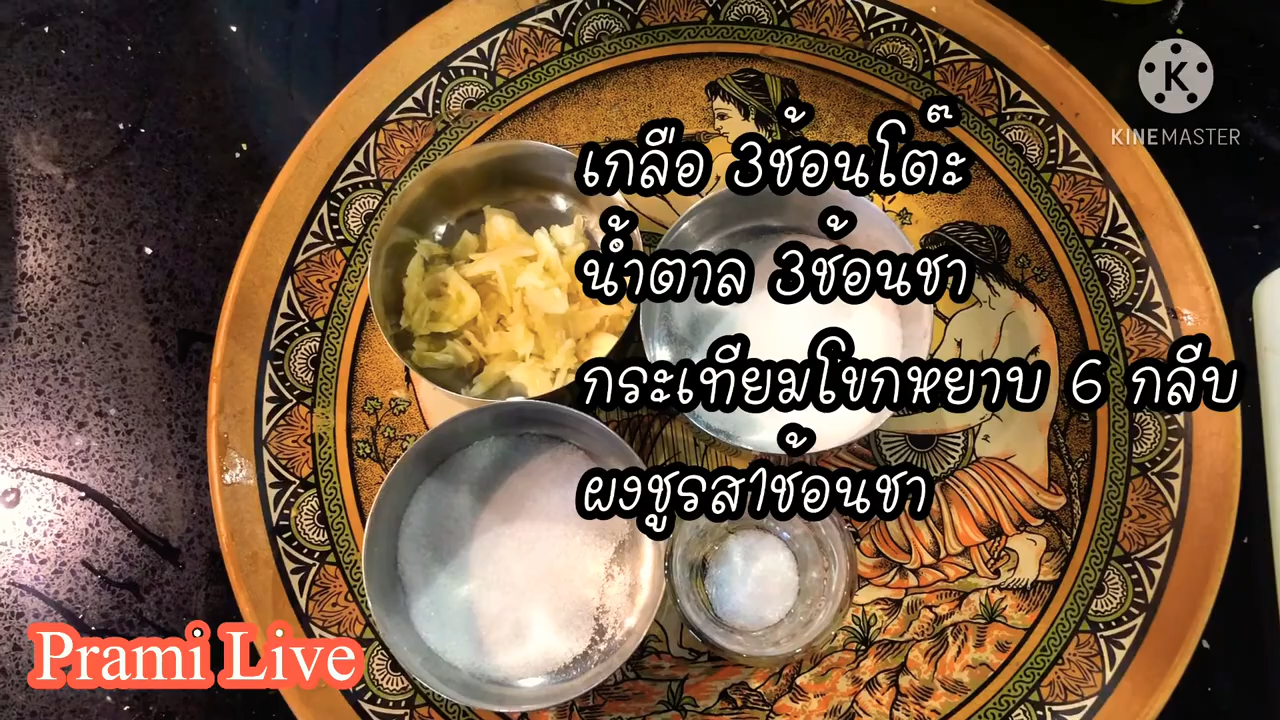 เกลือ 3ช้อนโต๊ะ
น้ำตาล 3ช้อนชา
กระเทียมโขกหยาบ 6 กลีบ
ผงชูรส1ช้อนชา
K
KINEMASTER
Prami Live